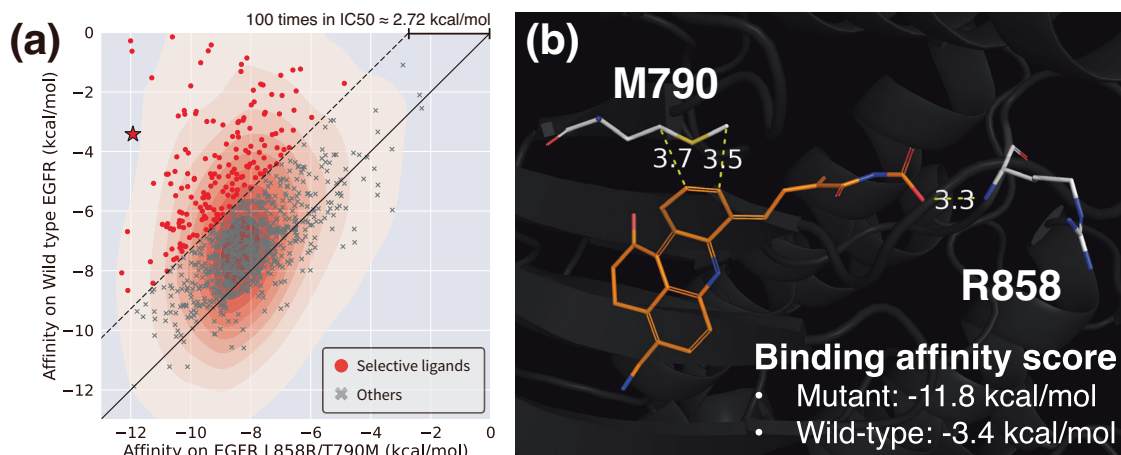 100 times in IC50 ≈ 2.72 kcal/mol
(a)
Affinity on Wild type EGFR (kcal/mol)
0
−2
−4
−6
−8
−10
−12
−12
−10
−8
−6
−4
−2
0
Selective ligands
Others
Affinity on EGFR L858R/T790M (kcal/mol)
(b)
M790
3.7
3.5
3.3
R858
Binding affinity score
• Mutant: -11.8 kcal/mol
• Wild-type: -3.4 kcal/mol